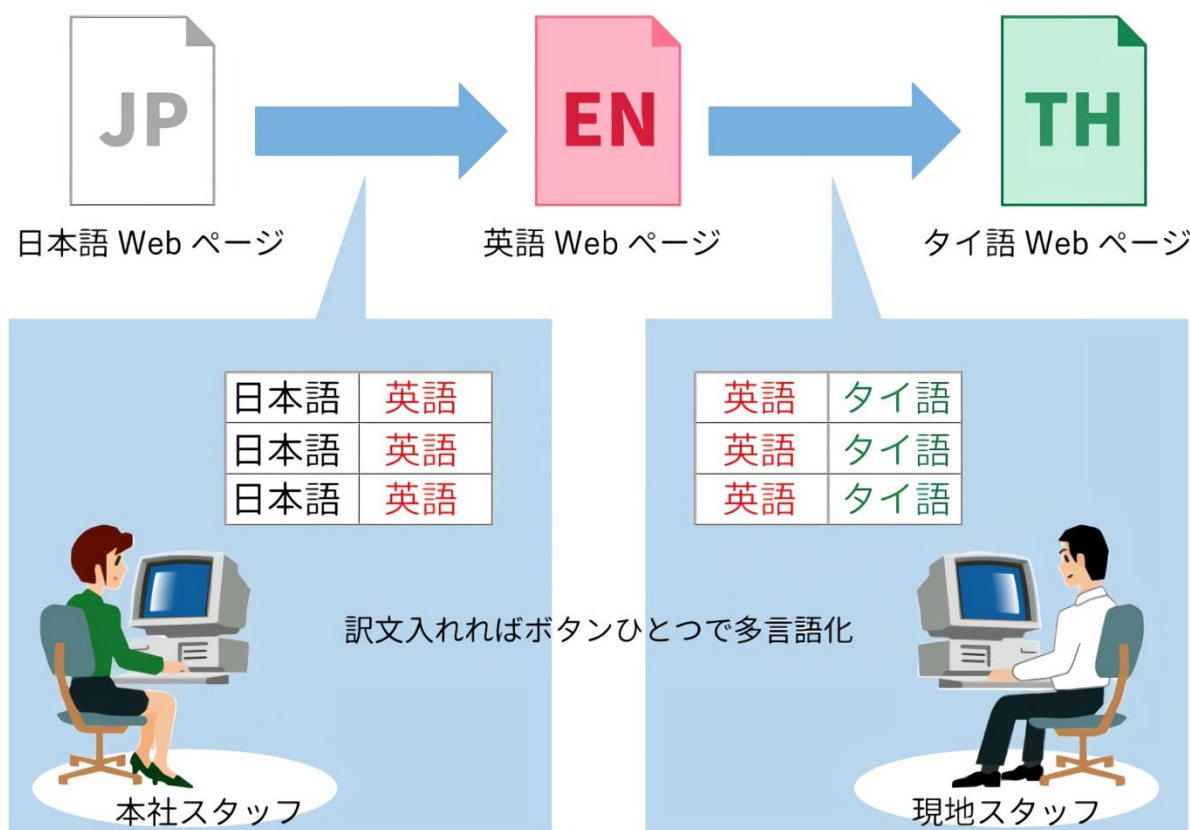 JP
EN
TH
日本語 Web ページ
英語 Web ページ
タイ語 Web ページ
日本語 英語
日本語 英語
日本語 英語
英語 タイ語
英語 タイ語
英語 タイ語
訳文入れればボタンひとつで多言語化
本社スタッフ
現地スタッフ